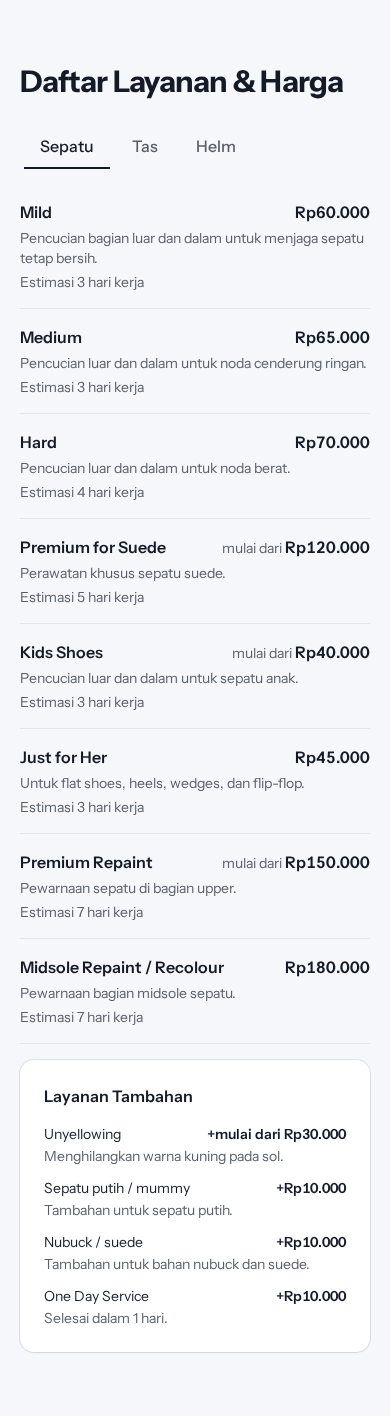 Daftar Layanan & Harga
Sepatu Tas Helm
Mild Rp60.000
Pencucian bagian luar dan dalam untuk menjaga sepatu
tetap bersih.
Estimasi 3 hari kerja
Medium Rp65.000
Pencucian luar dan dalam untuk noda cenderung ringan.
Estimasi 3 hari kerja
Hard Rp70.000
Pencucian luar dan dalam untuk noda berat.
Estimasi 4 hari kerja
Premium for Suede mulai dari Rp120.000
Perawatan khusus sepatu suede.
Estimasi 5 hari kerja
Kids Shoes mulai dari Rp40.000
Pencucian luar dan dalam untuk sepatu anak.
Estimasi 3 hari kerja
Just for Her Rp45.000
Untuk flat shoes, heels, wedges, dan flip-flop.
Estimasi 3 hari kerja
Premium Repaint mulai dari Rp150.000
Pewarnaan sepatu di bagian upper.
Estimasi 7 hari kerja
Midsole Repaint / Recolour Rp180.000
Pewarnaan bagian midsole sepatu.
Estimasi 7 hari kerja
Layanan Tambahan
Unyellowing +mulai dari Rp30.000
Menghilangkan warna kuning pada sol.
Sepatu putih / mummy +Rp10.000
Tambahan untuk sepatu putih.
Nubuck / suede +Rp10.000
Tambahan untuk bahan nubuck dan suede.
One Day Service +Rp10.000
Selesai dalam 1 hari.